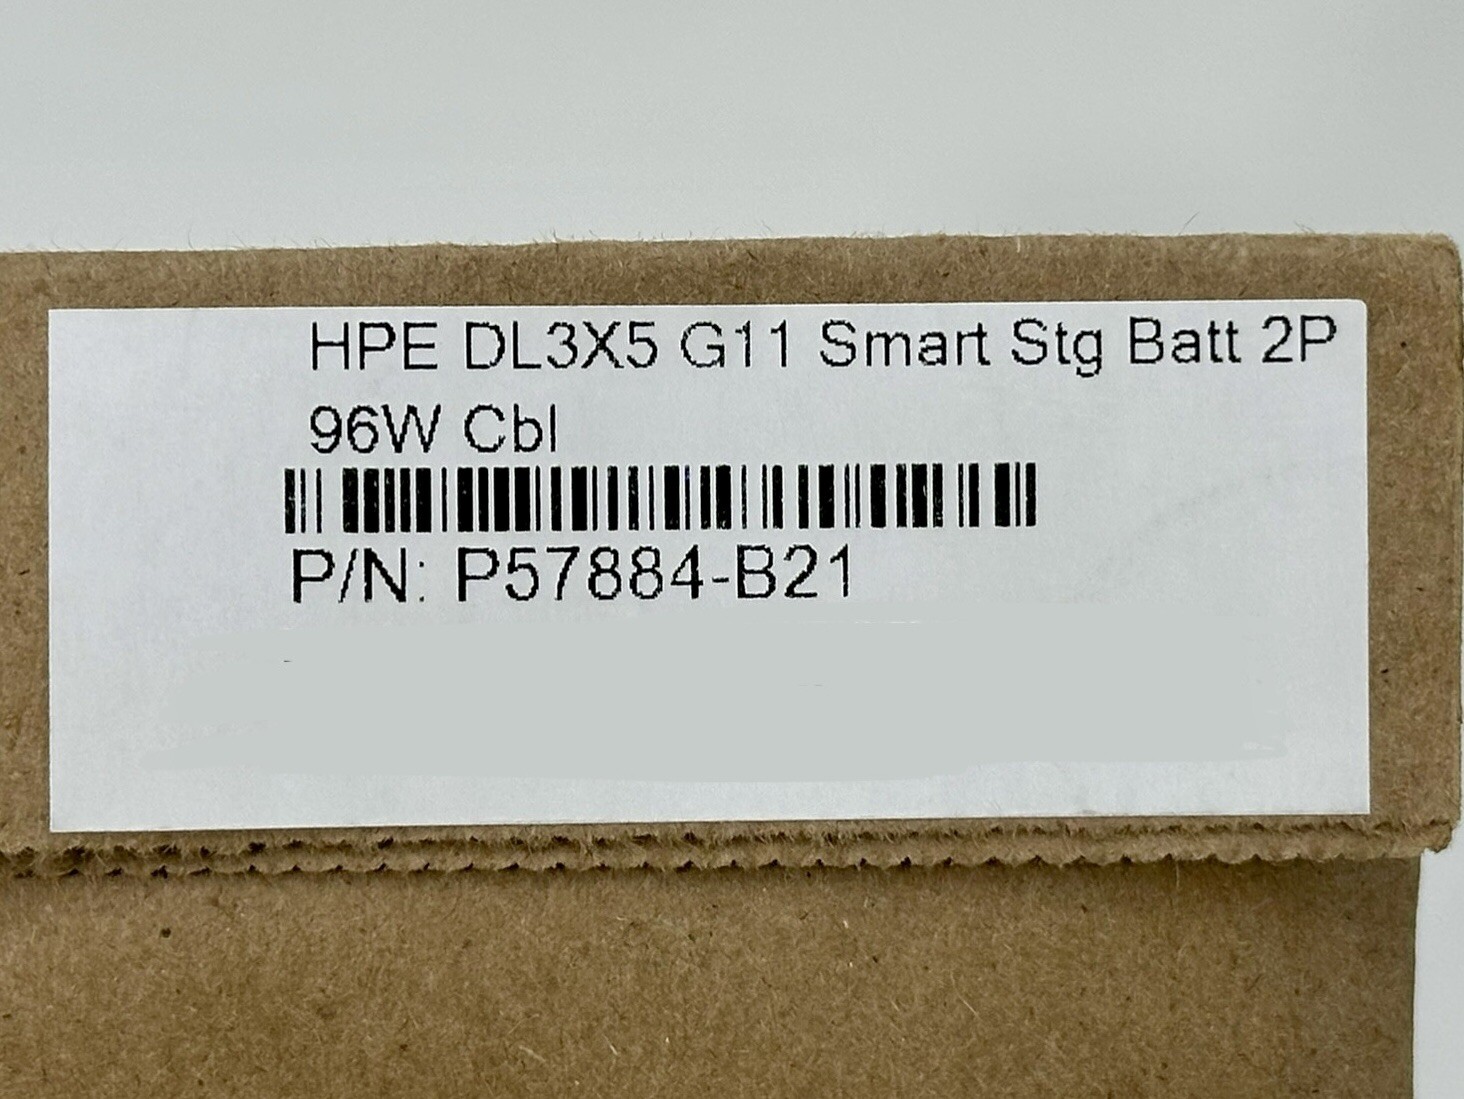 HPE DL3X5 G11 Smart Stg Batt 2P
96W Cbl
P/N: P57884-B21